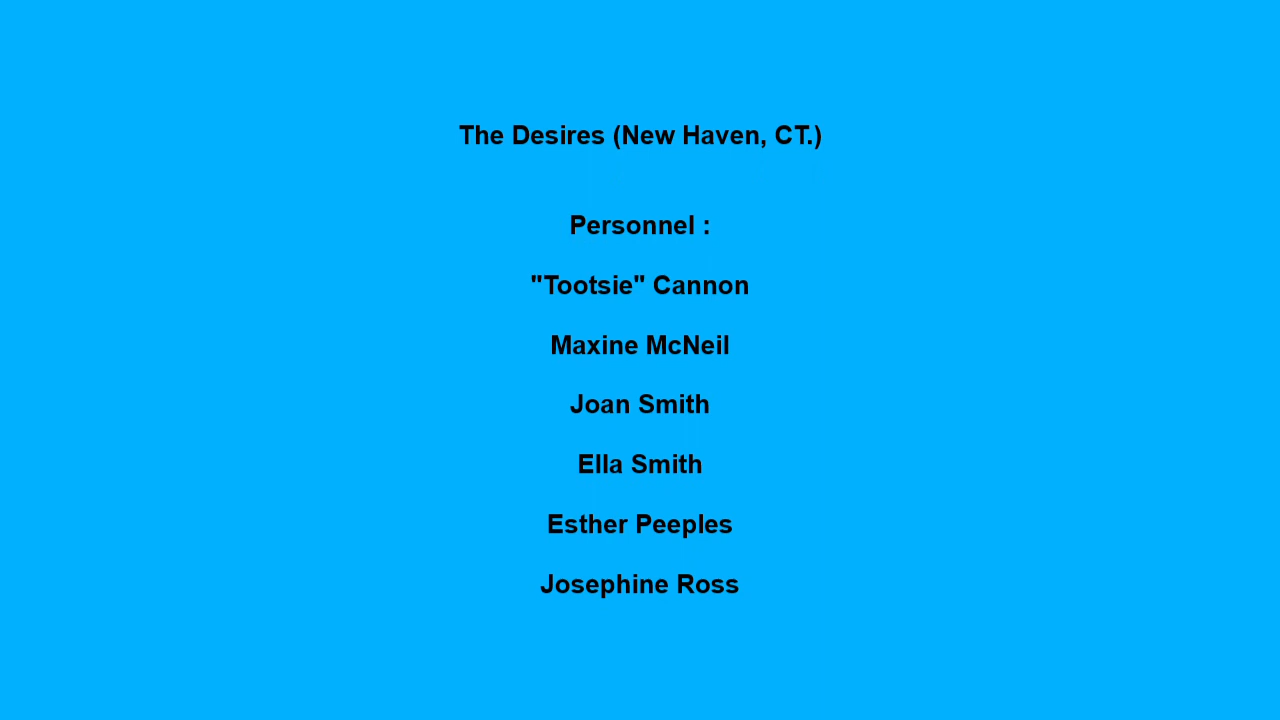 The Desires (New Haven, CT.)
Personnel :
"Tootsie" Cannon
Maxine McNeil
Joan Smith
Ella Smith
Esther Peeples
Josephine Ross